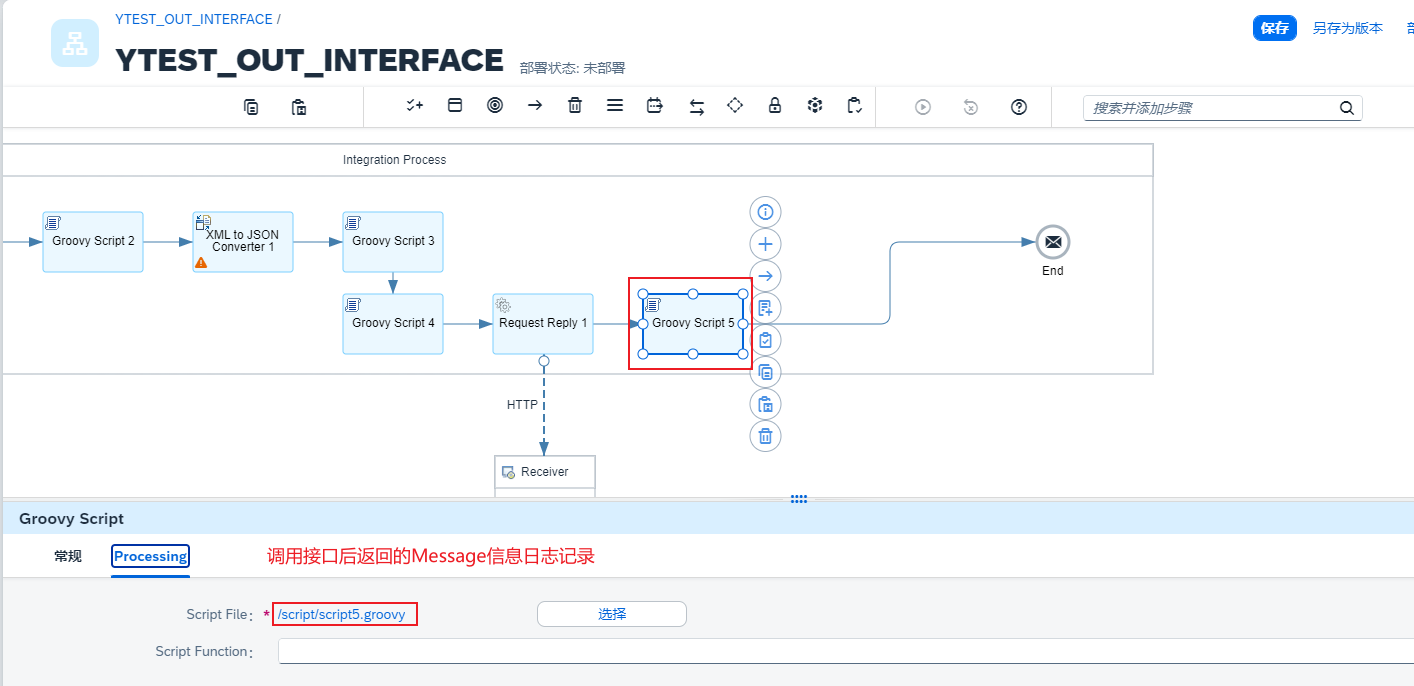 YTEST_OUT_INTERFACE /
YTEST_OUT_INTERFACE
部署状态: 未部署
保存
另存为版本
搜索并添加步骤
Integration Process
Groovy Script 2
XML to JSON
Converter 1
Groovy Script 3
Groovy Script 4
Request Reply 1
Groovy Script 5
End
HTTP
Receiver
Groovy Script
常规
Processing
调用接口后返回的Message信息日志记录
Script File:
* /script/script5.groovy
选择
Script Function: